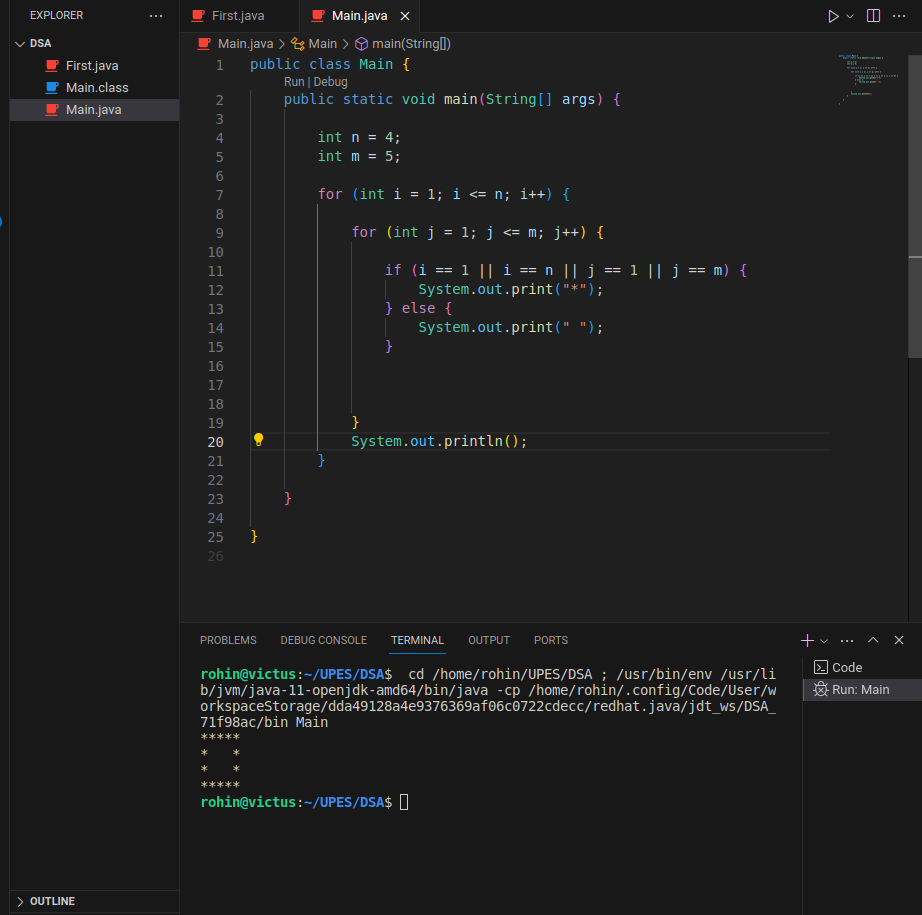 EXPLORER
DSA
First.java
Main.class
Main.java
OUTLINE
First.java
Main.java
Main.java > Main > main(String[])
1 public class Main {
Run | Debug
2 public static void main(String[] args) {
3
4 int n = 4;
5 int m = 5;
6
7 for (int i = 1; i <= n; i++) {
8
9 for (int j = 1; j <= m; j++) {
10
11 if (i == 1 || i == n || j == 1 || j == m) {
12 System.out.print("*");
13 } else {
14 System.out.print(" ");
15 }
16
17
18
19 }
20 System.out.println();
21 }
22
23 }
24
25 }
26
PROBLEMS DEBUG CONSOLE TERMINAL OUTPUT PORTS
rohin@victus:~/UPES/DSA$  cd /home/rohin/UPES/DSA ; /usr/bin/env /usr/li
b/jvm/java-11-openjdk-amd64/bin/java -cp /home/rohin/.config/Code/User/w
orkspaceStorage/dda49128a4e9376369af06c0722cdecc/redhat.java/jdt_ws/DSA_
71f98ac/bin Main
*****
*   *
*   *
*****
rohin@victus:~/UPES/DSA$
Code
Run: Main